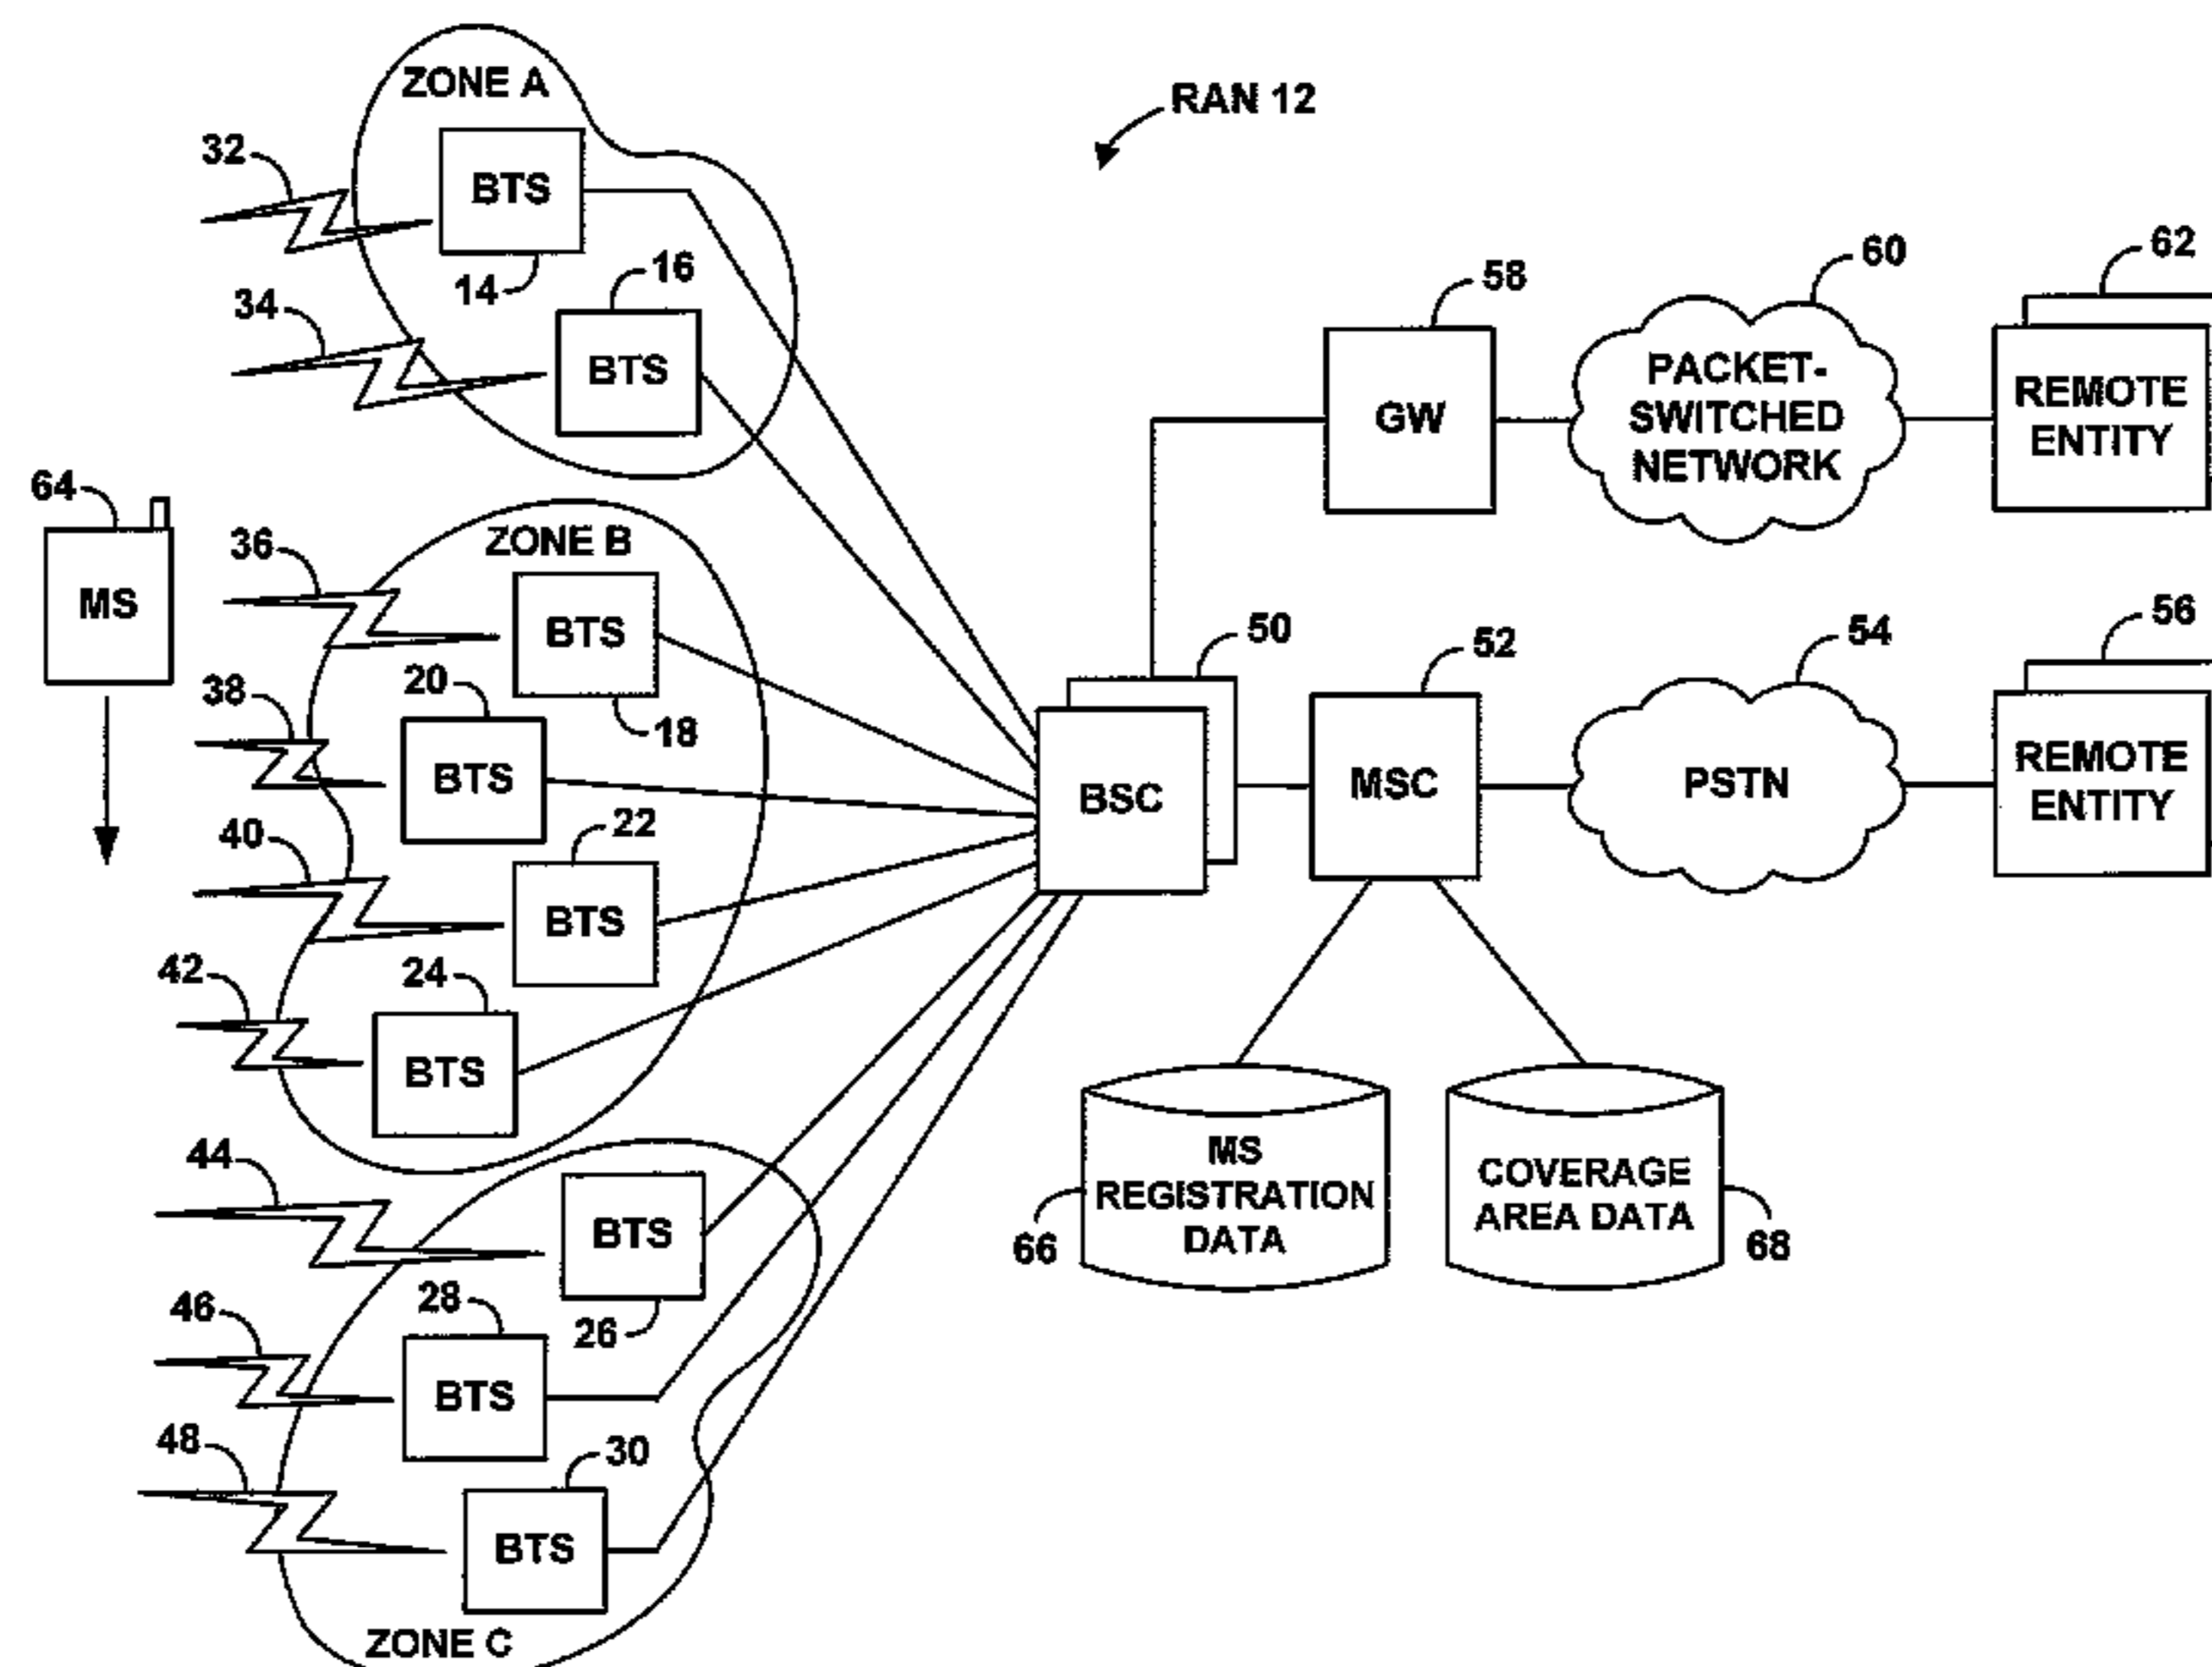 ZONE A
RAN 12
32
BTS
14
16
34
BTS
58
60
62
GW
PACKET-
SWITCHED
NETWORK
REMOTE
ENTITY
64
MS
36
ZONE B
BTS
18
38
20
BTS
40
22
BTS
42
24
BTS
50
BSC
52
MSC
54
PSTN
56
REMOTE
ENTITY
44
BTS
26
46
28
BTS
48
30
BTS
ZONE C
MS
REGISTRATION
DATA
66
COVERAGE
AREA DATA
68